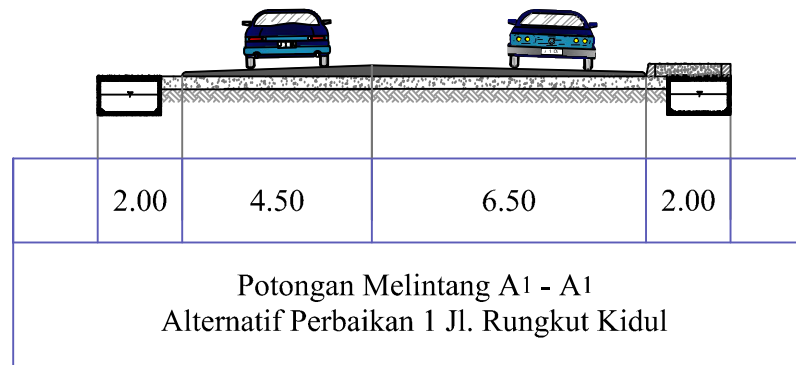 2.00 4.50 6.50 2.00
Potongan Melintang A1 - A1
Alternatif Perbaikan 1 Jl. Rungkut Kidul